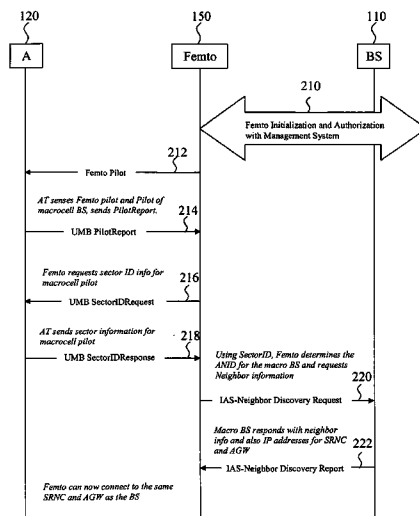 120
150
110
A
Femto
BS
210
Femto Initialization and Authorization
with Management System
212
Femto Pilot
AT senses Femto pilot and Pilot of
macrocell BS, sends PilotReport.
214
UMB PilotReport
Femto requests sector ID info for
macrocell pilot
216
UMB SectorIDRequest
AT sends sector information for
macrocell pilot
218
UMB SectorIDResponse
Using SectorID, Femto determines the
ANID for the macro BS and requests
Neighbor information
220
IAS-Neighbor Discovery Request
Macro BS responds with neighbor
info and also IP addresses for SRNC
and AGW
222
IAS-Neighbor Discovery Report
Femto can now connect to the same
SRNC and AGW as the BS